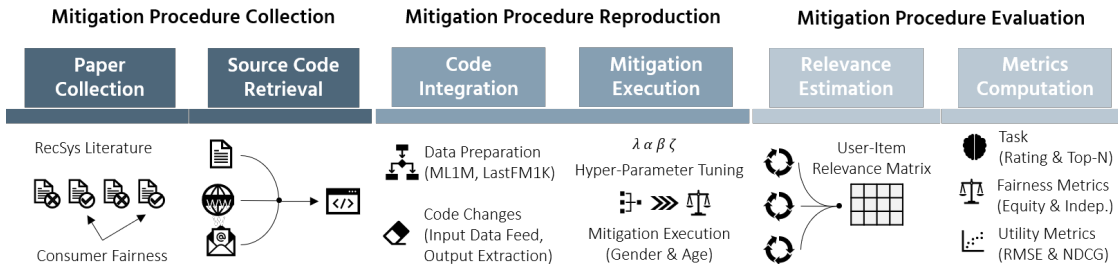 Mitigation Procedure Collection
Mitigation Procedure Reproduction
Mitigation Procedure Evaluation
Paper
Collection
Source Code
Retrieval
Code
Integration
Mitigation
Execution
Relevance
Estimation
Metrics
Computation
RecSys Literature
Consumer Fairness
</>
Data Preparation
(ML1M, LastFM1K)
Code Changes
(Input Data Feed,
Output Extraction)
λ α β ζ
Hyper-Parameter Tuning
Mitigation Execution
(Gender & Age)
User-Item
Relevance Matrix
Task
(Rating & Top-N)
Fairness Metrics
(Equity & Indep.)
Utility Metrics
(RMSE & NDCG)